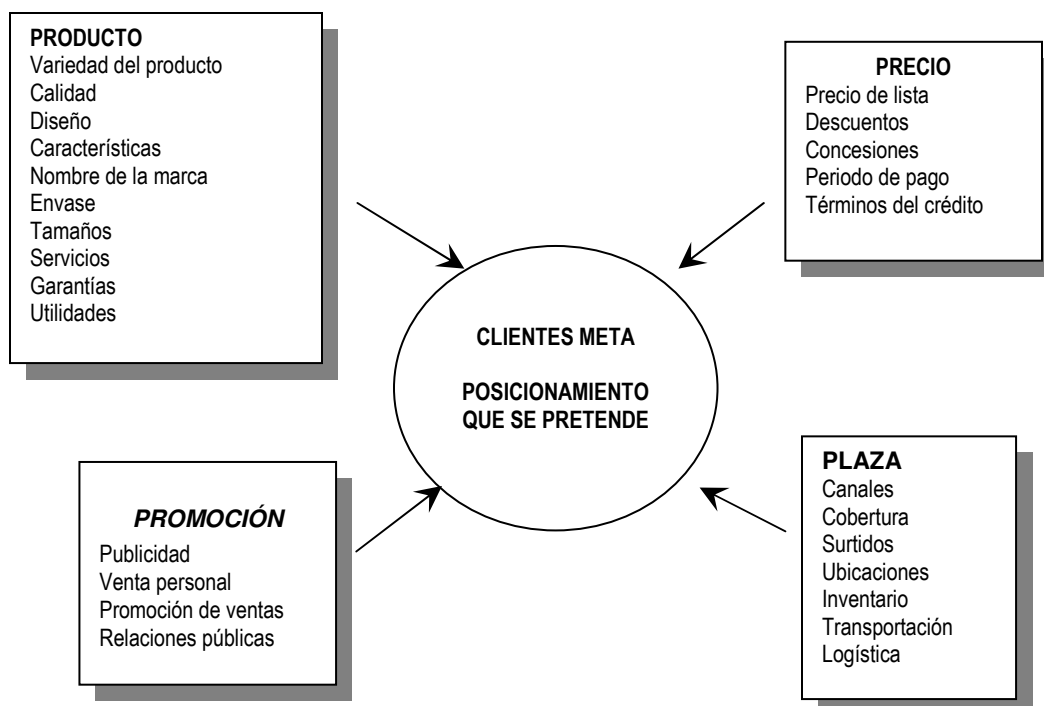 PRODUCTO
Variedad del producto
Calidad
Diseño
Características
Nombre de la marca
Envase
Tamaños
Servicios
Garantías
Utilidades
PRECIO
Precio de lista
Descuentos
Concesiones
Periodo de pago
Términos del crédito
CLIENTES META
POSICIONAMIENTO
QUE SE PRETENDE
PROMOCIÓN
Publicidad
Venta personal
Promoción de ventas
Relaciones públicas
PLAZA
Canales
Cobertura
Surtidos
Ubicaciones
Inventario
Transportación
Logística